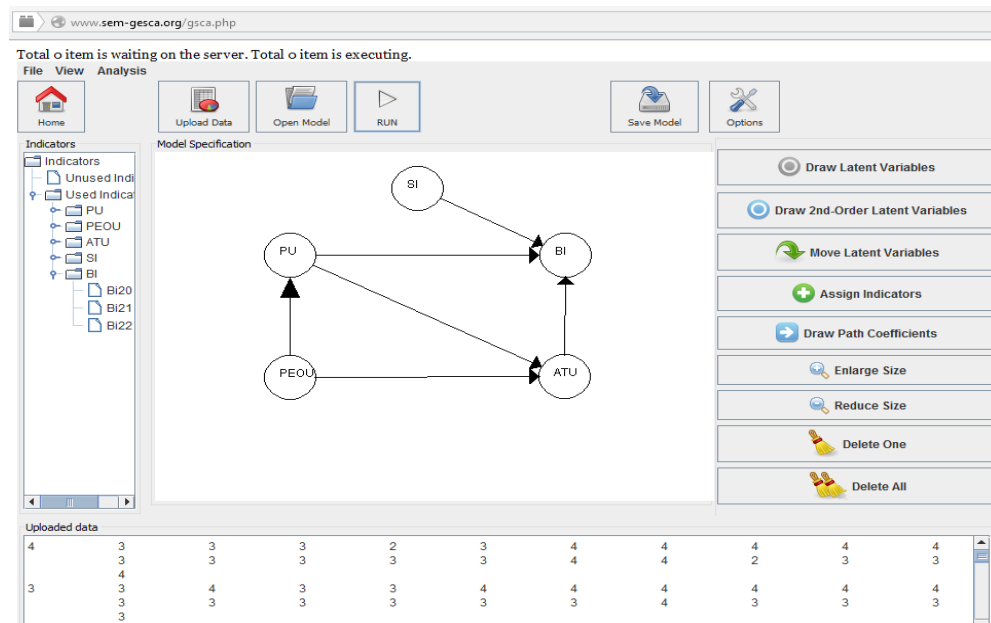 www.sem-gesca.org/gsca.php
Total 0 item is waiting on the server. Total 0 item is executing.
File View Analysis
Home Upload Data Open Model RUN Save Model Options
Indicators Model Specification
Indicators
Unused Indi
Used Indicat
PU
PEOU
ATU
SI
BI
Bi20
Bi21
Bi22
SI
PU BI
PEOU ATU
Draw Latent Variables
Draw 2nd-Order Latent Variables
Move Latent Variables
Assign Indicators
Draw Path Coefficients
Enlarge Size
Reduce Size
Delete One
Delete All
Uploaded data
4 3 3 3 2 3 4 4 4 4 4
3 3 3 3 3 4 4 2 3 3
4
3 3 4 3 3 4 4 4 4 4 4
3 3 3 3 3 3 4 3 3 3
3